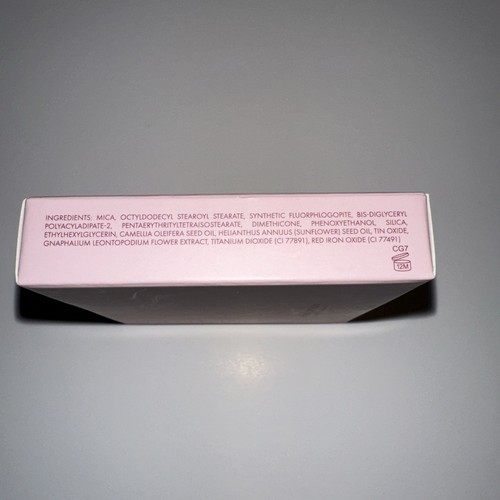 INGREDIENTS: MICA, OCTYLDODECYL STEAROYL STEARATE, SYNTHETIC FLUORPHLOGOPITE, BIS-DIGLYCERYL
POLYACYLADIPATE-2, PENTAERYTHRITYLTETRAISOSTEARATE, DIMETHICONE, PHENOXYETHANOL, SILICA,
ETHYLHEXYLGLYCERIN, CAMELLIA OLEIFERA SEED OIL, HELIANTHUS ANNUUS (SUNFLOWER) SEED OIL, TIN OXIDE,
GNAPHALIUM LEONTOPODIUM FLOWER EXTRACT, TITANIUM DIOXIDE (CI 77891), RED IRON OXIDE (CI 77491)
CG7
12M